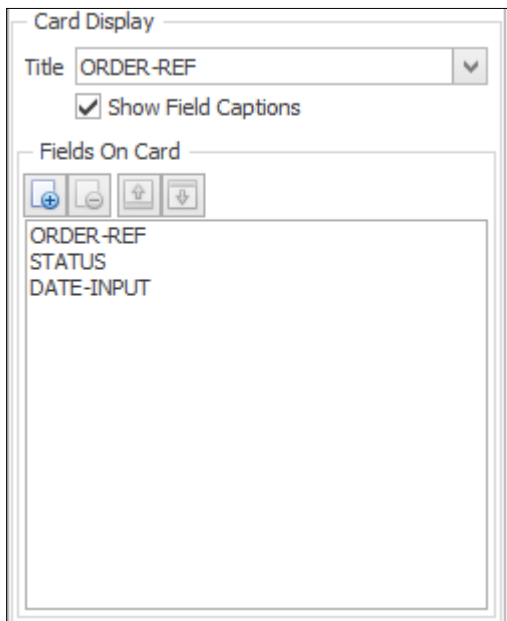 Card Display
Title ORDER-REF
Show Field Captions
Fields On Card
ORDER-REF
STATUS
DATE-INPUT